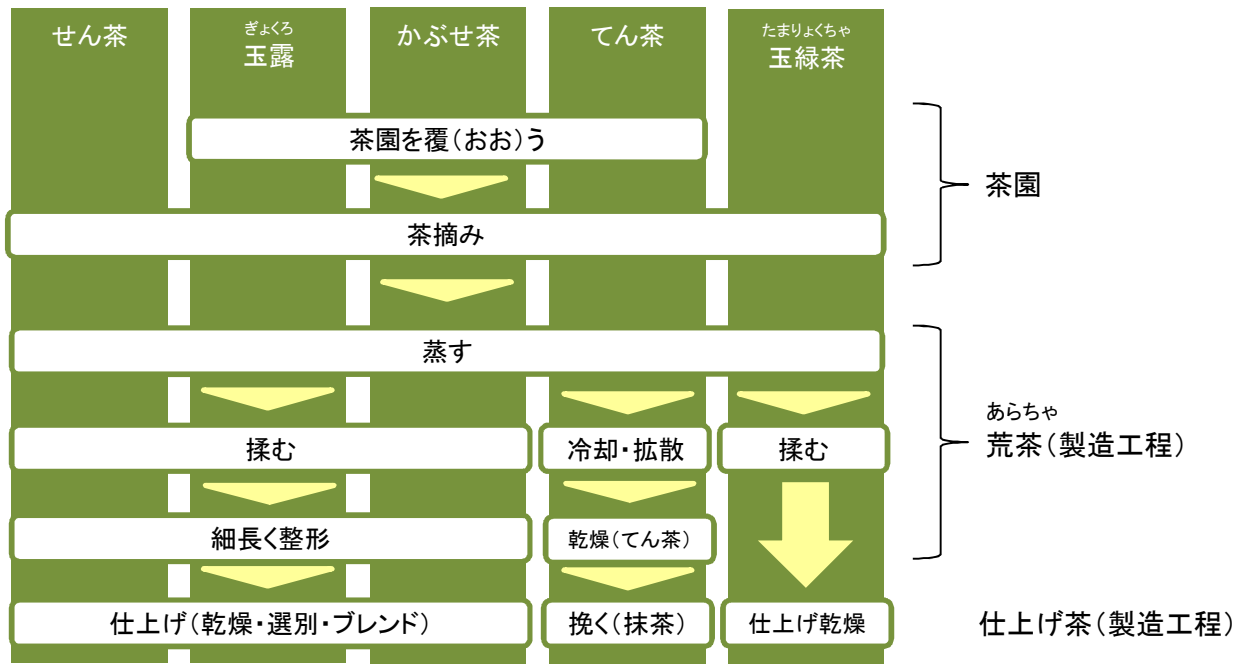 せん茶
ぎょくろ
玉露
かぶせ茶
てん茶
たまりょくちゃ
玉緑茶
茶園を覆(おお)う
茶園
茶摘み
蒸す
揉む
冷却・拡散
揉む
あらちゃ
荒茶(製造工程)
細長く整形
乾燥(てん茶)
仕上げ(乾燥・選別・ブレンド)
挽く(抹茶)
仕上げ乾燥
仕上げ茶(製造工程)